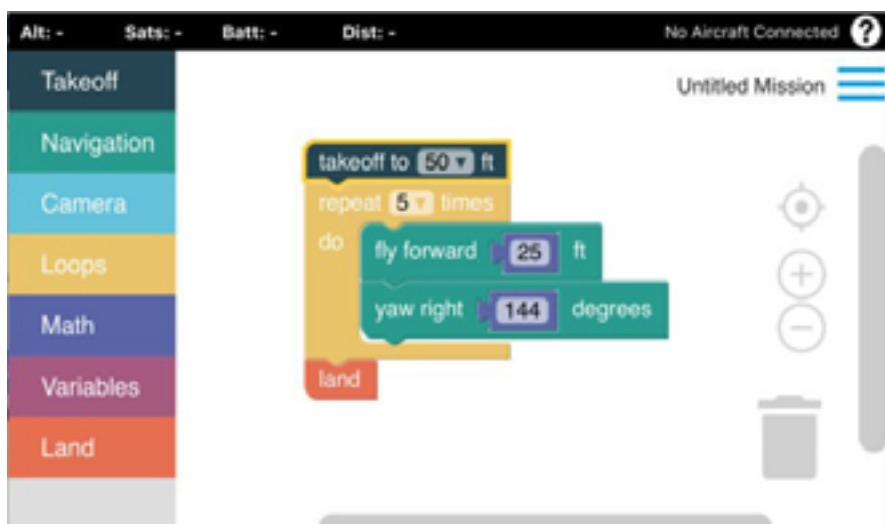 Alt: - Sats: - Batt: - Dist: - No Aircraft Connected ?
Untitled Mission
Takeoff
Navigation
Camera
Loops
Math
Variables
Land
takeoff to 50 ▾ ft
repeat 5 ▾ times
do
fly forward 25 ft
yaw right 144 degrees
land